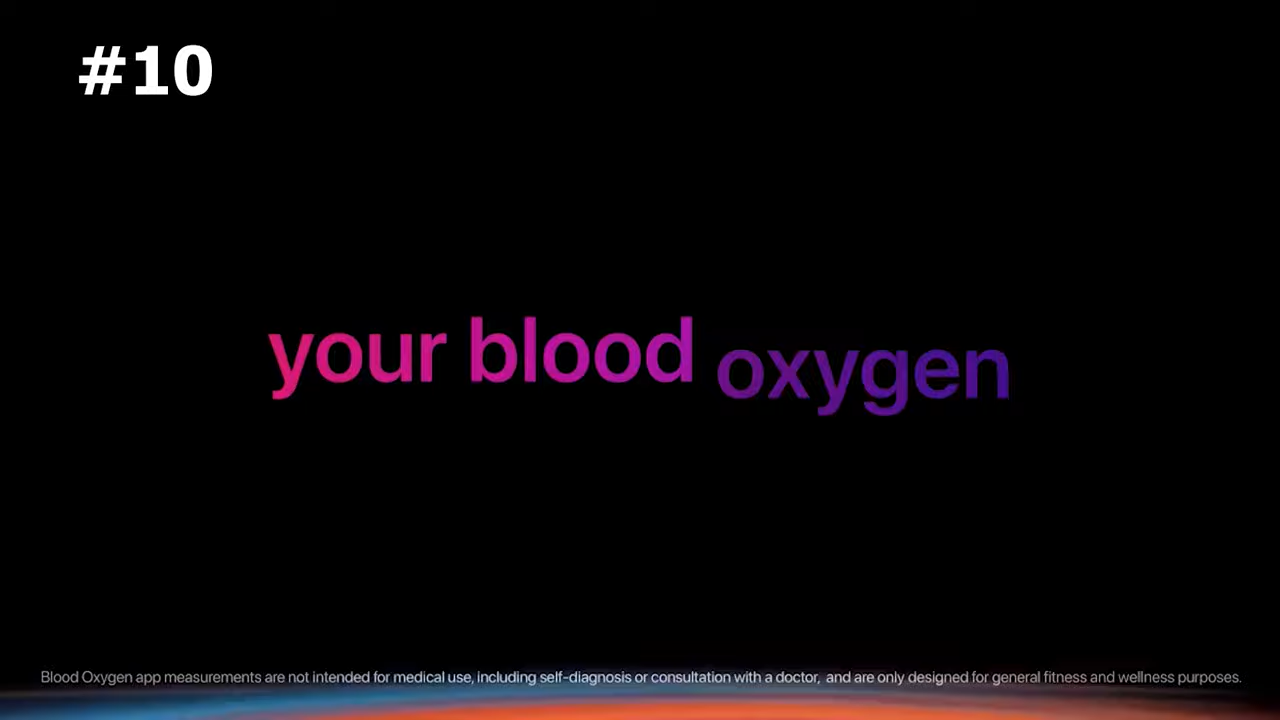 #10
your blood oxygen
Blood Oxygen app measurements are not intended for medical use, including self-diagnosis or consultation with a doctor, and are only designed for general fitness and wellness purposes.